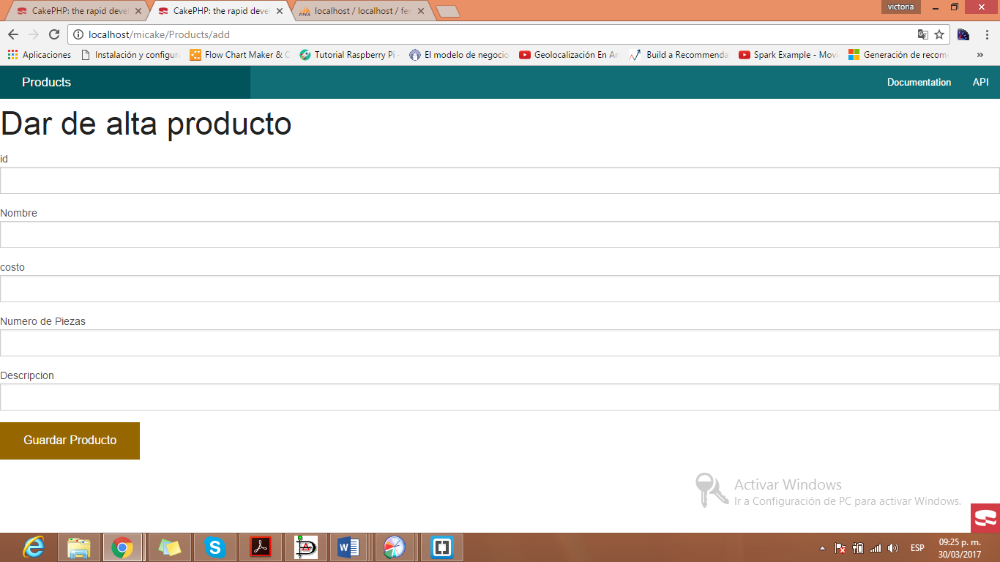 victoria
CakePHP: the rapid devel
CakePHP: the rapid devel
localhost / localhost / fer
localhost/micake/Products/add
Aplicaciones
Instalación y configura
Flow Chart Maker & C
Tutorial Raspberry Pi -
El modelo de negocio
Geolocalización En An
Build a Recommenda
Spark Example - Movi
Generación de recom
»
Products
Documentation
API
Dar de alta producto
id
Nombre
costo
Numero de Piezas
Descripcion
Guardar Producto
Activar Windows
Ir a Configuración de PC para activar Windows.
ESP
09:25 p. m.
30/03/2017